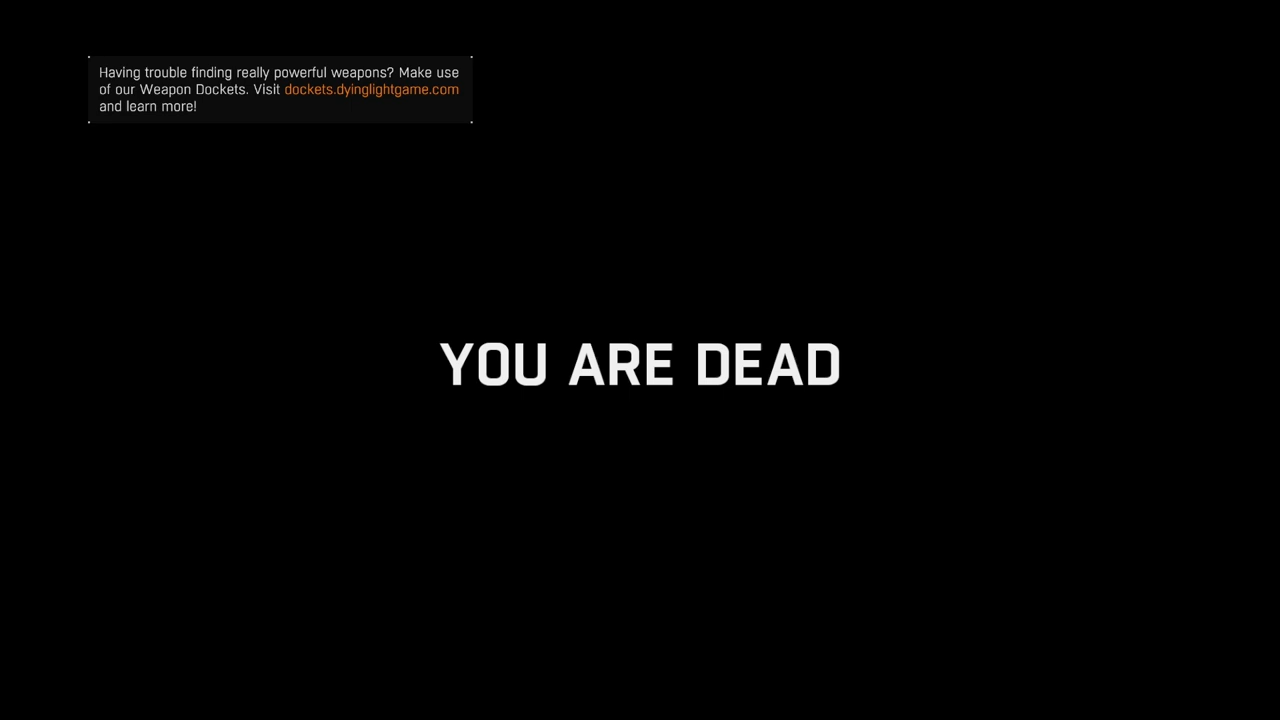 Having trouble finding really powerful weapons? Make use
of our Weapon Dockets. Visit dockets.dyinglightgame.com
and learn more!
YOU ARE DEAD